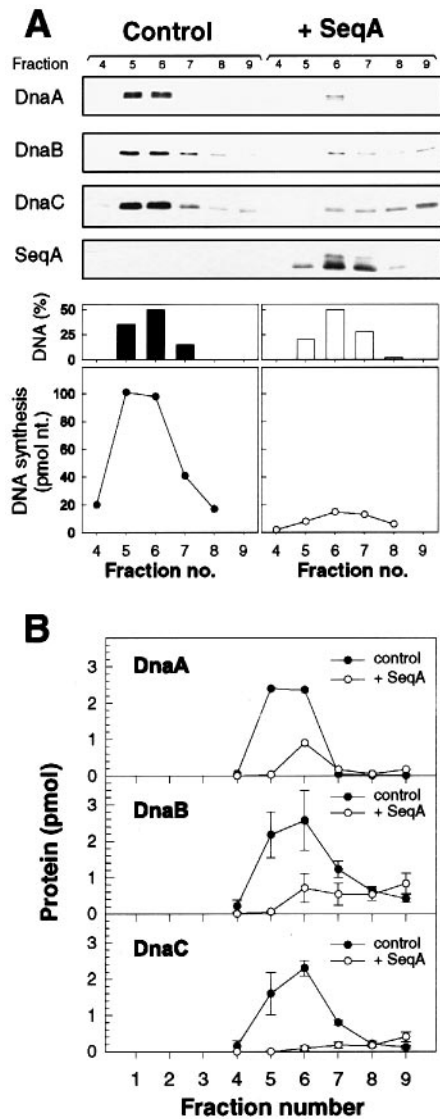 A
Control + SeqA
Fraction 4 5 6 7 8 9 4 5 6 7 8 9
DnaA
DnaB
DnaC
SeqA
DNA (%)
50
25
0
DNA synthesis
(pmol nt.)
100
80
60
40
20
0
4 5 6 7 8 9 4 5 6 7 8 9
Fraction no. Fraction no.
B
Protein (pmol)
DnaA
control
+ SeqA
3
2
1
0
DnaB
control
+ SeqA
3
2
1
0
DnaC
control
+ SeqA
3
2
1
0
1 2 3 4 5 6 7 8 9
Fraction number